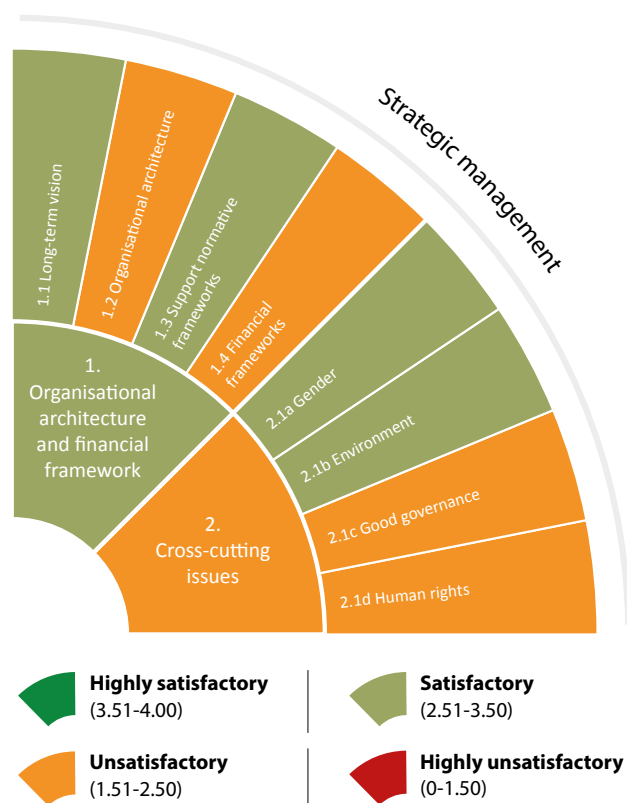 Strategic management
1.1 Long-term vision
1.2 Organisational architecture
1.3 Support normative
frameworks
1.4 Financial
frameworks
2.1a Gender
2.1b Environment
2.1c Good governance
2.1d Human rights
1.
Organisational
architecture
and financial
framework
2.
Cross-cutting
issues
Highly satisfactory
(3.51-4.00)
Satisfactory
(2.51-3.50)
Unsatisfactory
(1.51-2.50)
Highly unsatisfactory
(0-1.50)